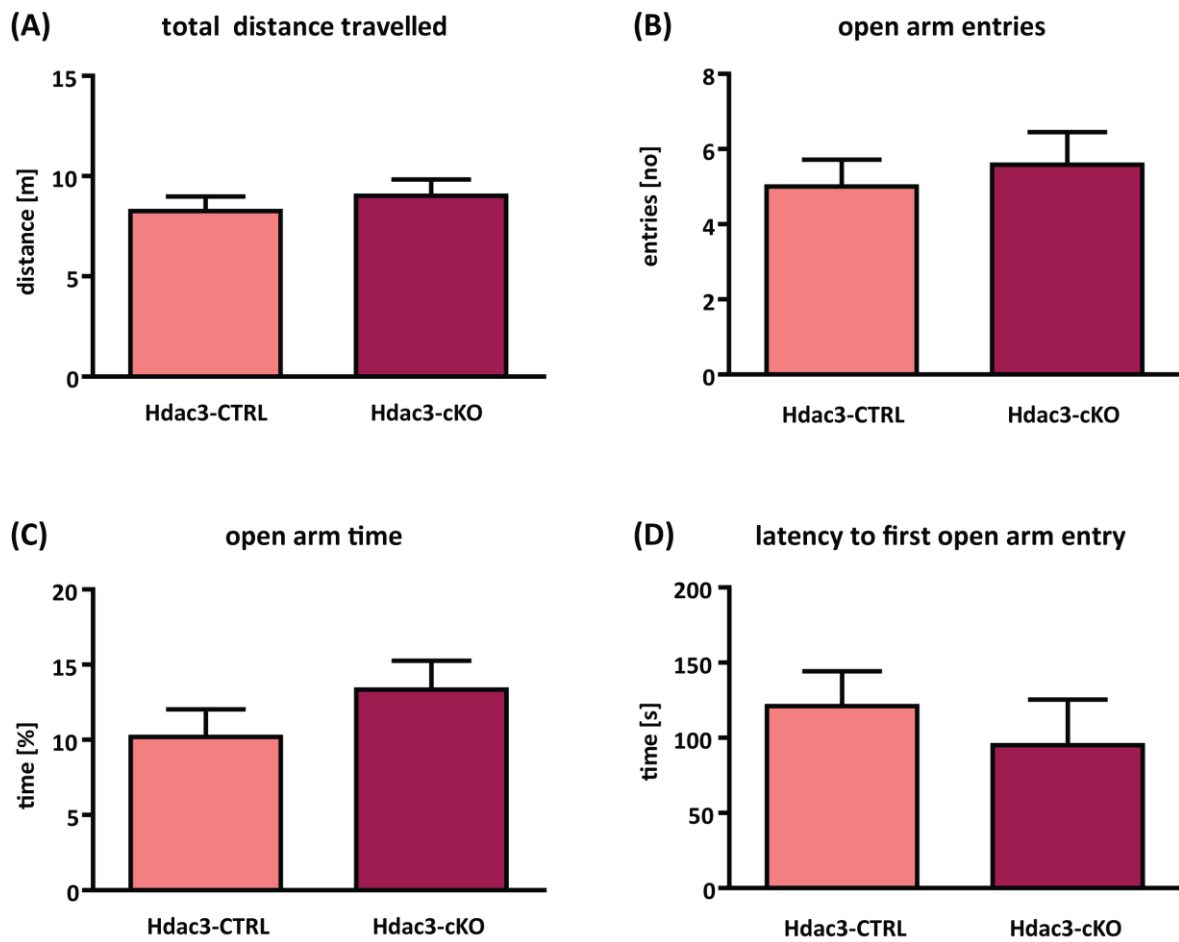 (A) total distance travelled
15
10
5
0
distance [m]
Hdac3-CTRL Hdac3-cKO
(B) open arm entries
8
6
4
2
0
entries [no]
Hdac3-CTRL Hdac3-cKO
(C) open arm time
20
15
10
5
0
time [%]
Hdac3-CTRL Hdac3-cKO
(D) latency to first open arm entry
200
150
100
50
0
time [s]
Hdac3-CTRL Hdac3-cKO